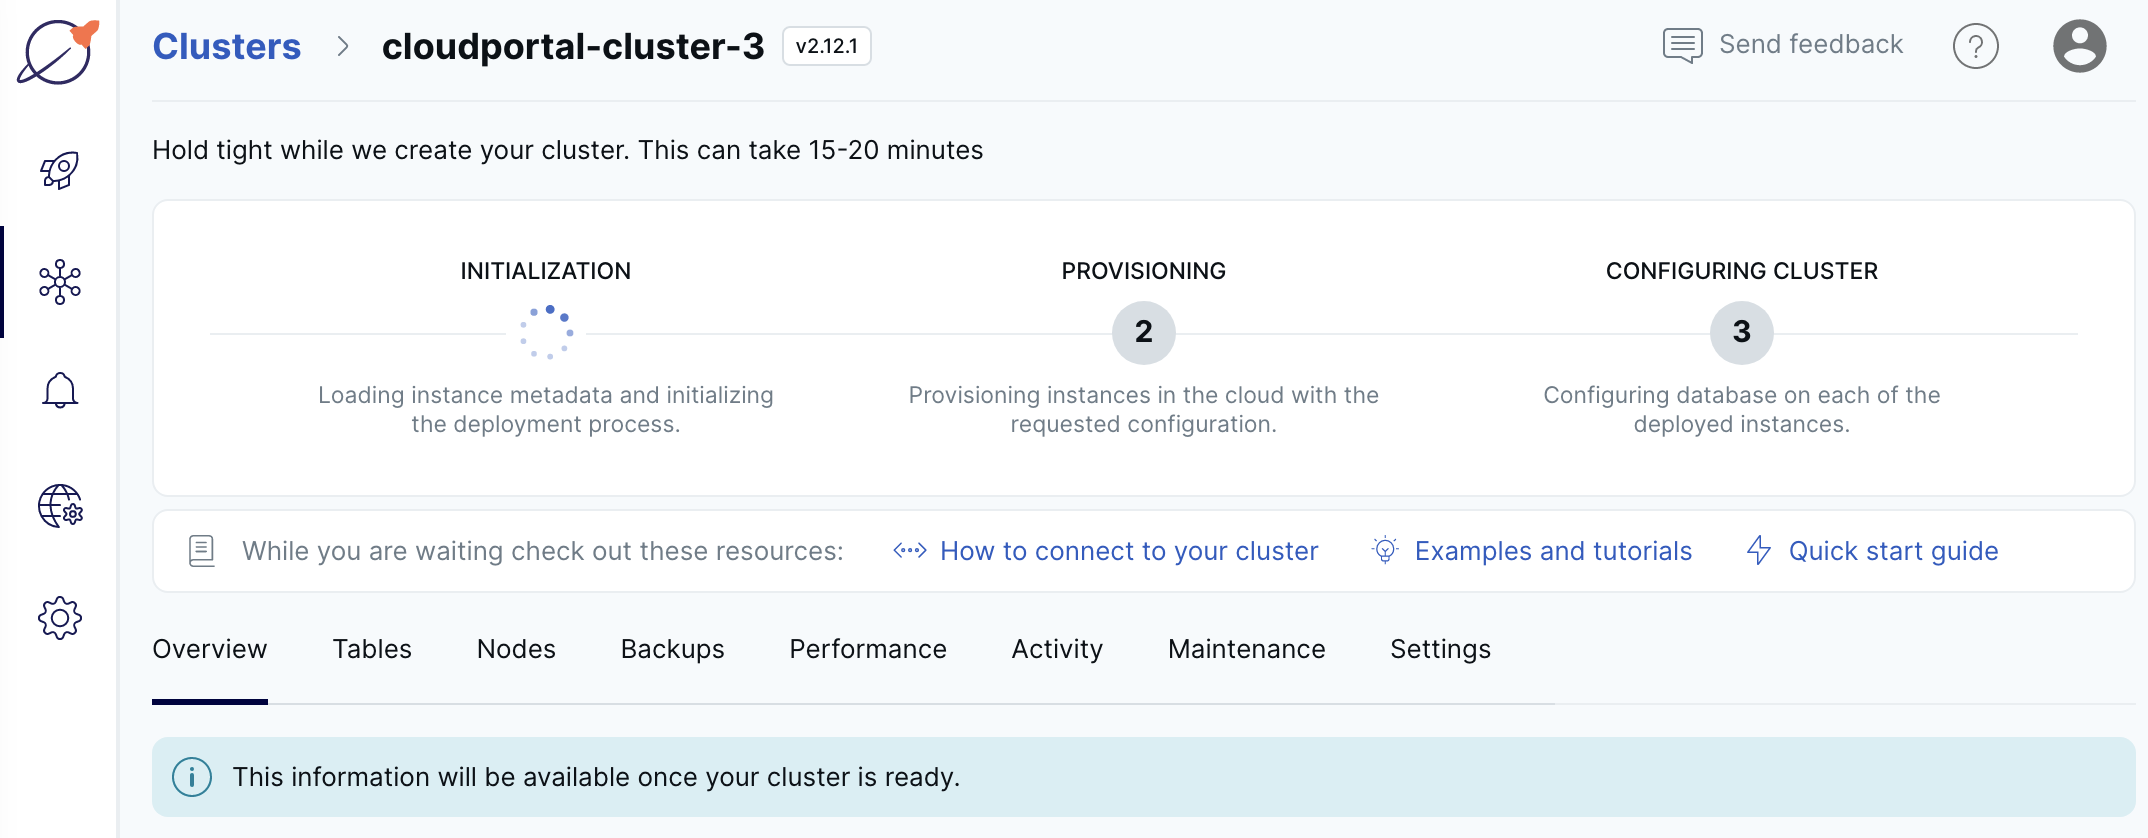 Clusters > cloudportal-cluster-3 v2.12.1 Send feedback ?
Hold tight while we create your cluster. This can take 15-20 minutes
INITIALIZATION
Loading instance metadata and initializing
the deployment process.
PROVISIONING
2
Provisioning instances in the cloud with the
requested configuration.
CONFIGURING CLUSTER
3
Configuring database on each of the
deployed instances.
While you are waiting check out these resources: How to connect to your cluster Examples and tutorials Quick start guide
Overview Tables Nodes Backups Performance Activity Maintenance Settings
This information will be available once your cluster is ready.